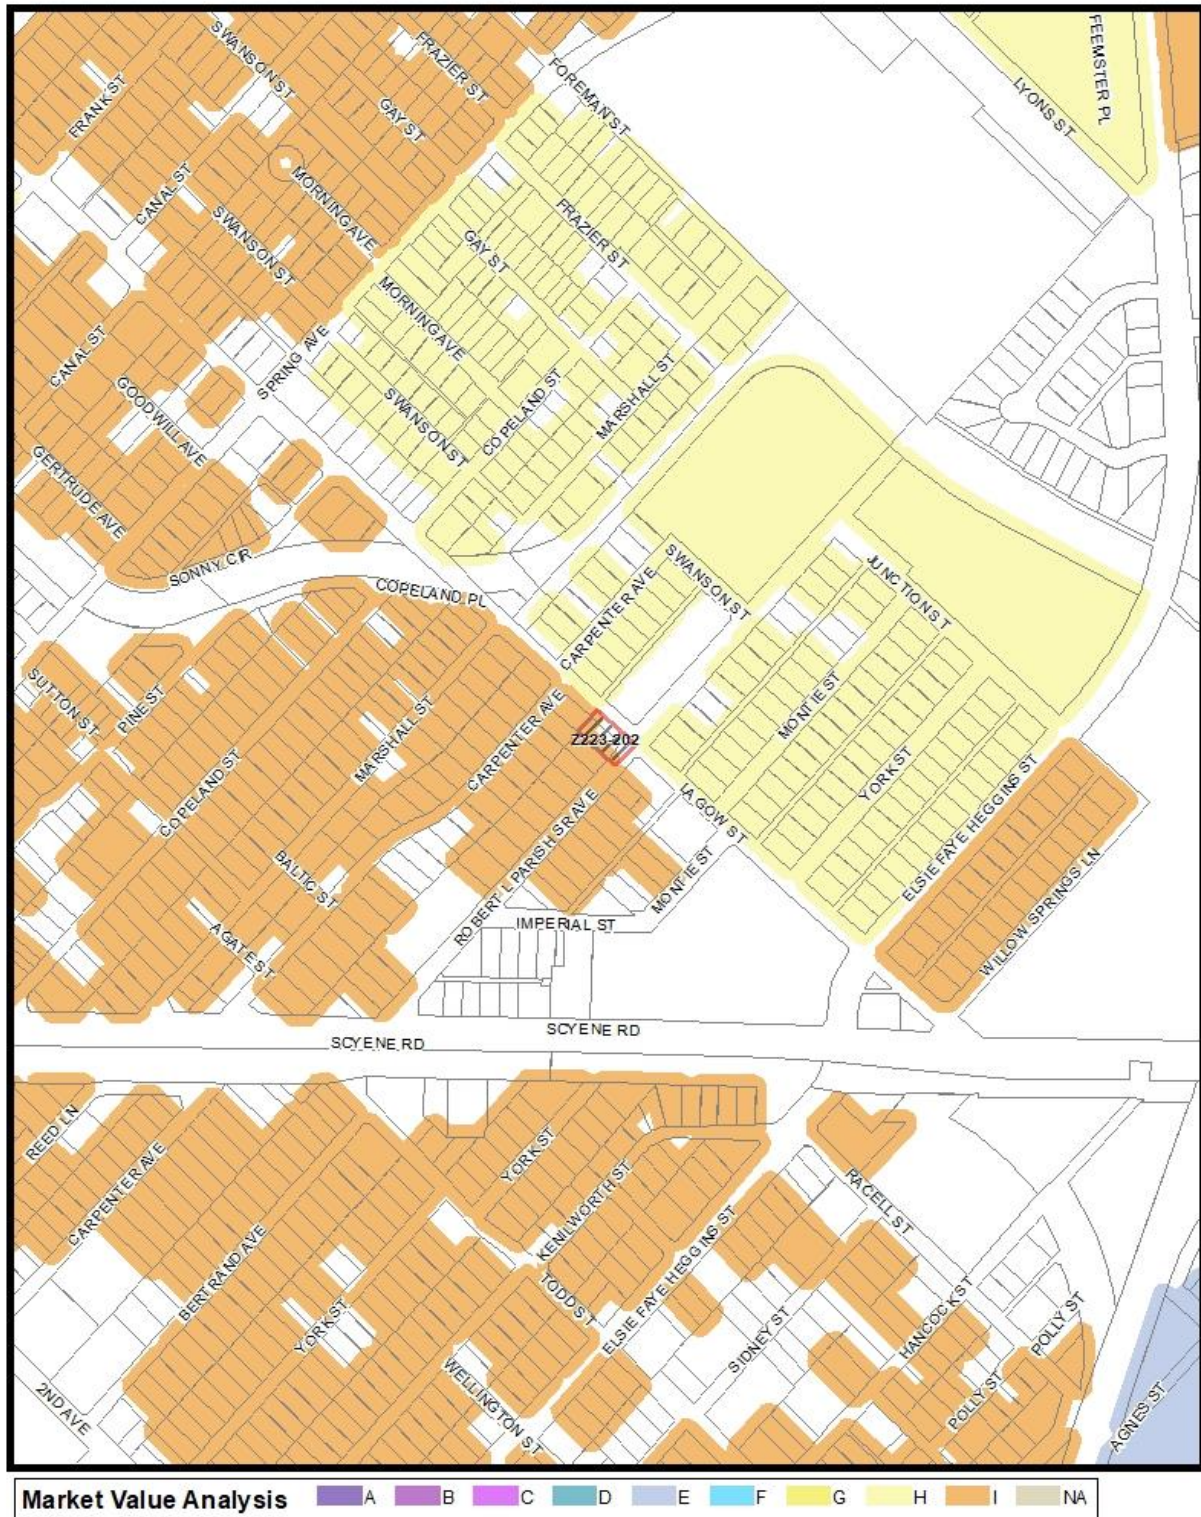 SWANSON ST
FRAZIER ST
FOREMAN ST
FEEMSTER PL
LYONS ST
FRANK ST
GAY ST
CANAL ST
MORNING AVE
SWANSON ST
FRAZIER ST
GAY ST
MORNING AVE
CANAL ST
SPRING AVE
GOODWILL AVE
SWANSON ST
COPELAND ST
MARSHALL ST
GERTRUDE AVE
SONNY CIR
COPELAND PL
SWANSON ST
JUNCTION ST
CARPENTER AVE
SUTTON ST
PINE ST
MARSHALL ST
CARPENTER AVE
MONTIE ST
Z223-202
YORK ST
COPELAND ST
LAGOW ST
ELSIE FAYE HEGGINS ST
BALTIC ST
ROBERT L PARISH SR AVE
MONTIE ST
AGATE ST
IMPERIAL ST
WILLOW SPRINGS LN
SCYENE RD
SCYENE RD
REED LN
CARPENTER AVE
YORK ST
KENILWORTH ST
RACELL ST
BERTRAND AVE
ELSIE FAYE HEGGINS ST
TODD ST
YORK ST
SIDNEY ST
HANCOCK ST
POLLY ST
2ND AVE
WELLINGTON ST
POLLY ST
AGNES ST
Market Value Analysis A B C D E F G H I NA